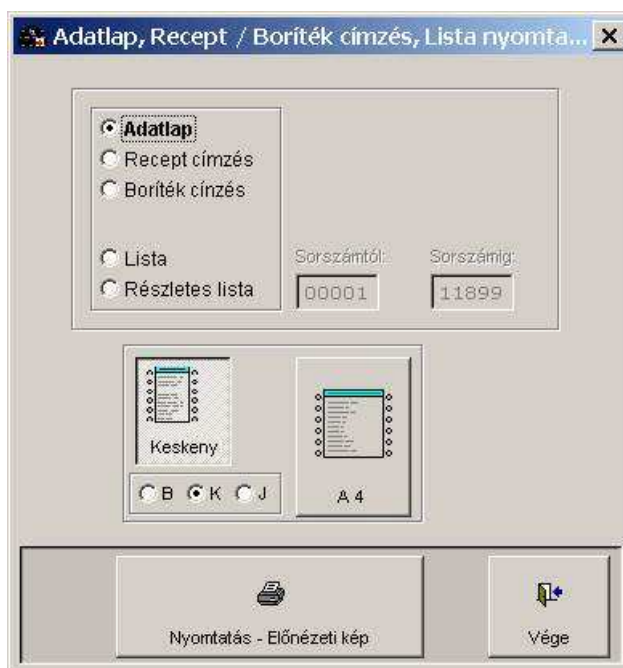 Adatlap, Recept / Boríték címzés, Lista nyomta...
Adatlap
Recept címzés
Boríték cínzés
Lista
Részletes lista
Sorszámtól:
Sorszámig:
00001
11899
Keskeny
B K J
A 4
Nyomtatás - Előnézeti kép
Vége